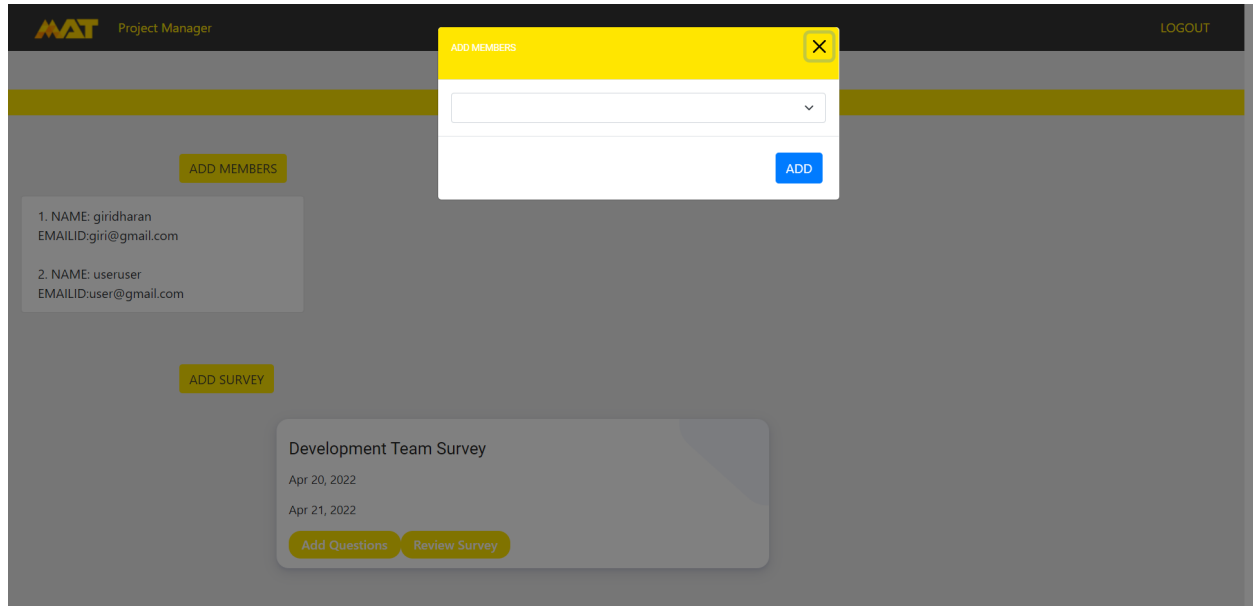 MAT Project Manager LOGOUT
ADD MEMBERS
ADD
ADD MEMBERS
1. NAME: giridharan
EMAILID:giri@gmail.com
2. NAME: useruser
EMAILID:user@gmail.com
ADD SURVEY
Development Team Survey
Apr 20, 2022
Apr 21, 2022
Add Questions Review Survey